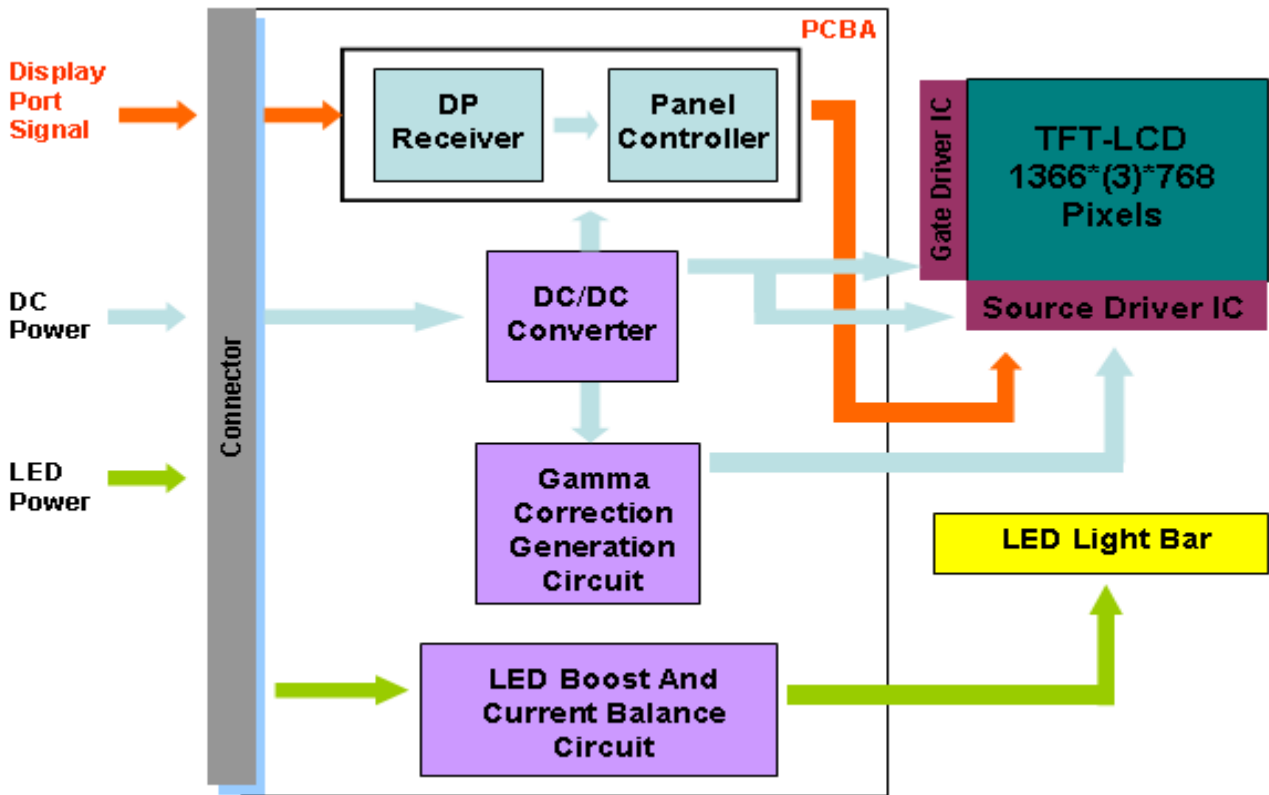 PCBA
Display
Port
Signal
DP
Receiver
Panel
Controller
Gate Driver IC
TFT-LCD
1366*(3)*768
Pixels
Source Driver IC
DC
Power
DC/DC
Converter
Connector
LED
Power
Gamma
Correction
Generation
Circuit
LED Light Bar
LED Boost And
Current Balance
Circuit